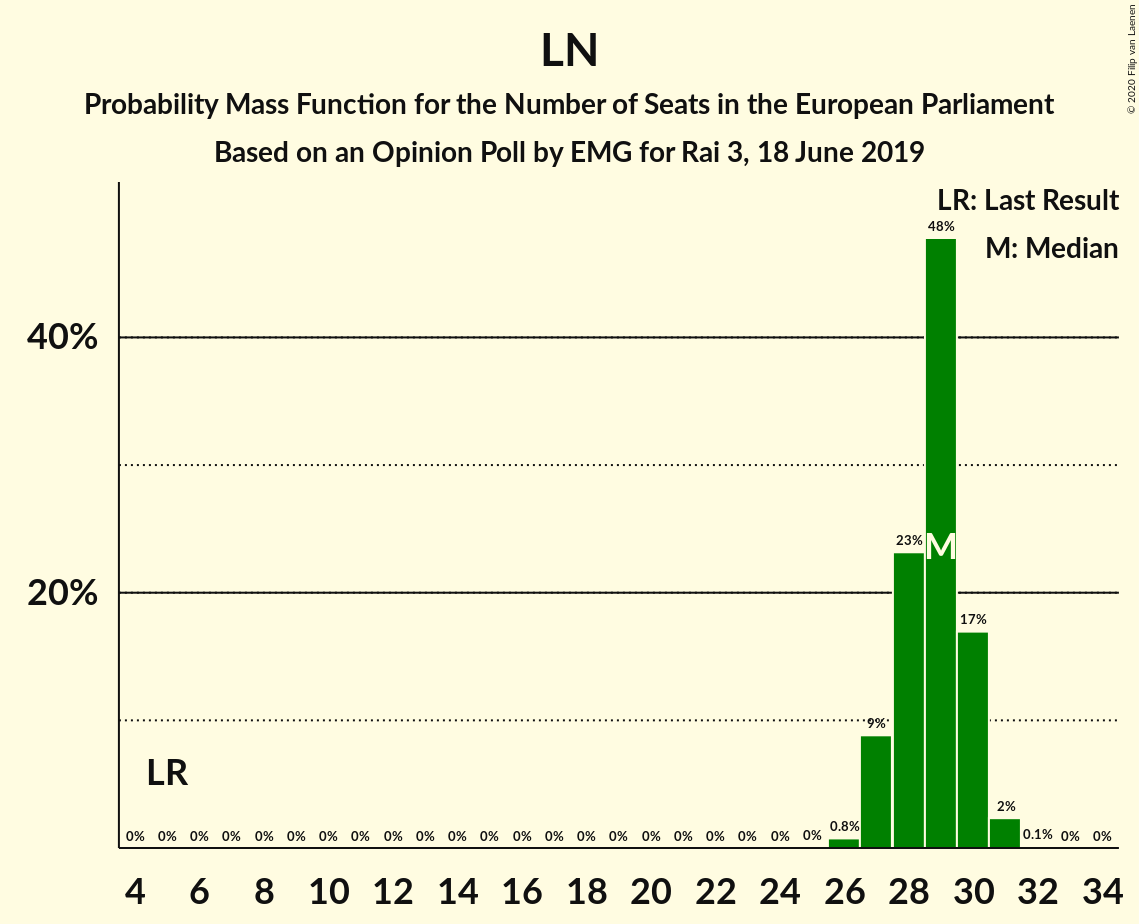 LN
Probability Mass Function for the Number of Seats in the European Parliament
Based on an Opinion Poll by EMG for Rai 3, 18 June 2019
© 2020 Filip van Laenen
LR: Last Result
M: Median
48%
40%
23%
M
20%
17%
9%
LR
2%
0% 0% 0% 0% 0% 0% 0% 0% 0% 0% 0% 0% 0% 0% 0% 0% 0% 0% 0% 0% 0% 0% 0.8% 0.1% 0% 0%
4 6 8 10 12 14 16 18 20 22 24 26 28 30 32 34